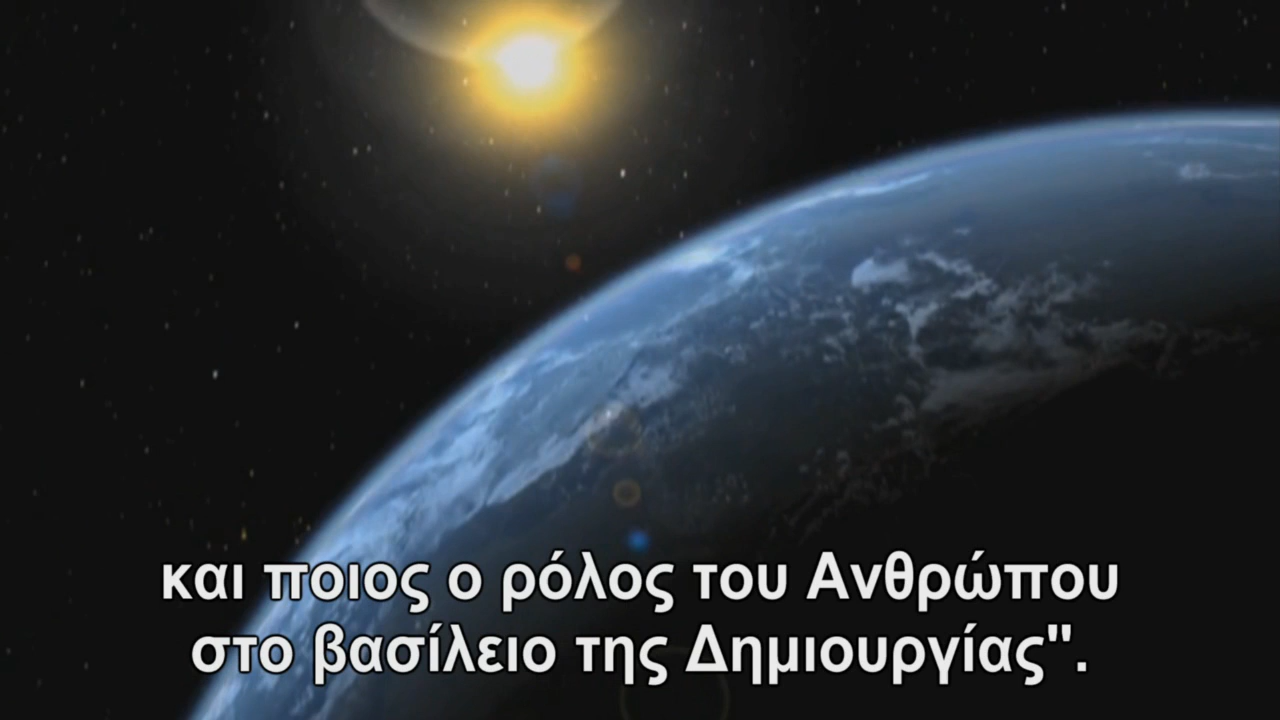 και ποιος ο ρόλος του Ανθρώπου
στο βασίλειο της Δημιουργίας".